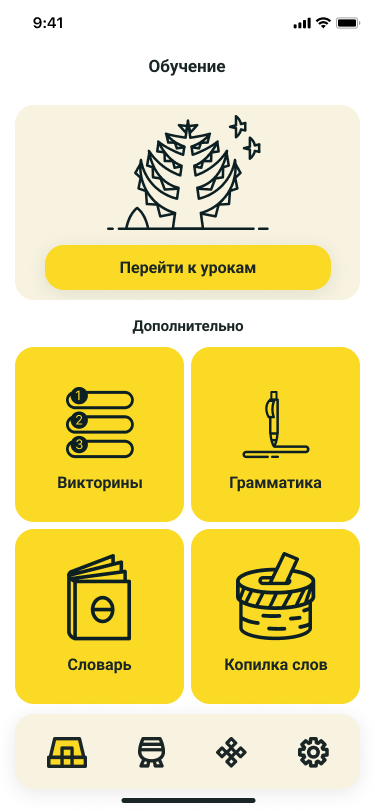 9:41
Обучение
Перейти к урокам
Дополнительно
1
2
3
Викторины
Грамматика
Словарь
Копилка слов